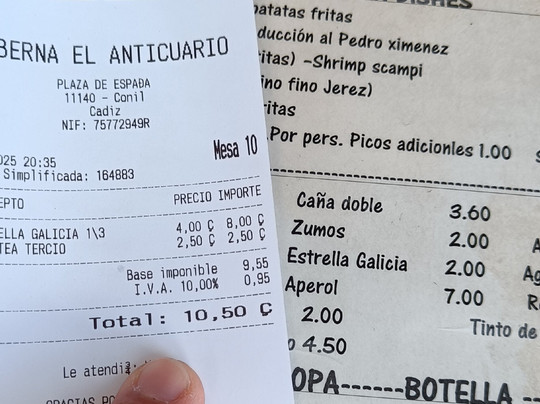 BERNA EL ANTICUARIO
PLAZA DE ESPAÐA
11140 - Conil
Cadiz
NIF: 75772949R
025 20:35
Mesa 10
Simplificada: 164883
EPTO PRECIO IMPORTE
ELLA GALICIA 1\3 4,00 Ç 8,00 Ç
TEA TERCIO 2,50 Ç 2,50 Ç
Base imponible 9,55
I.V.A. 10,00% 0,95
Total: 10,50 Ç
Le atendi
patatas fritas
ducción al Pedro ximenez
ritas) -Shrimp scampi
ino fino Jerez)
ritas
Por pers. Picos adicionles 1.00
Caña doble 3.60
Zumos 2.00
Estrella Galicia 2.00
Aperol 7.00
2.00
Tinto de
o 4.50
OPA------BOTELLA